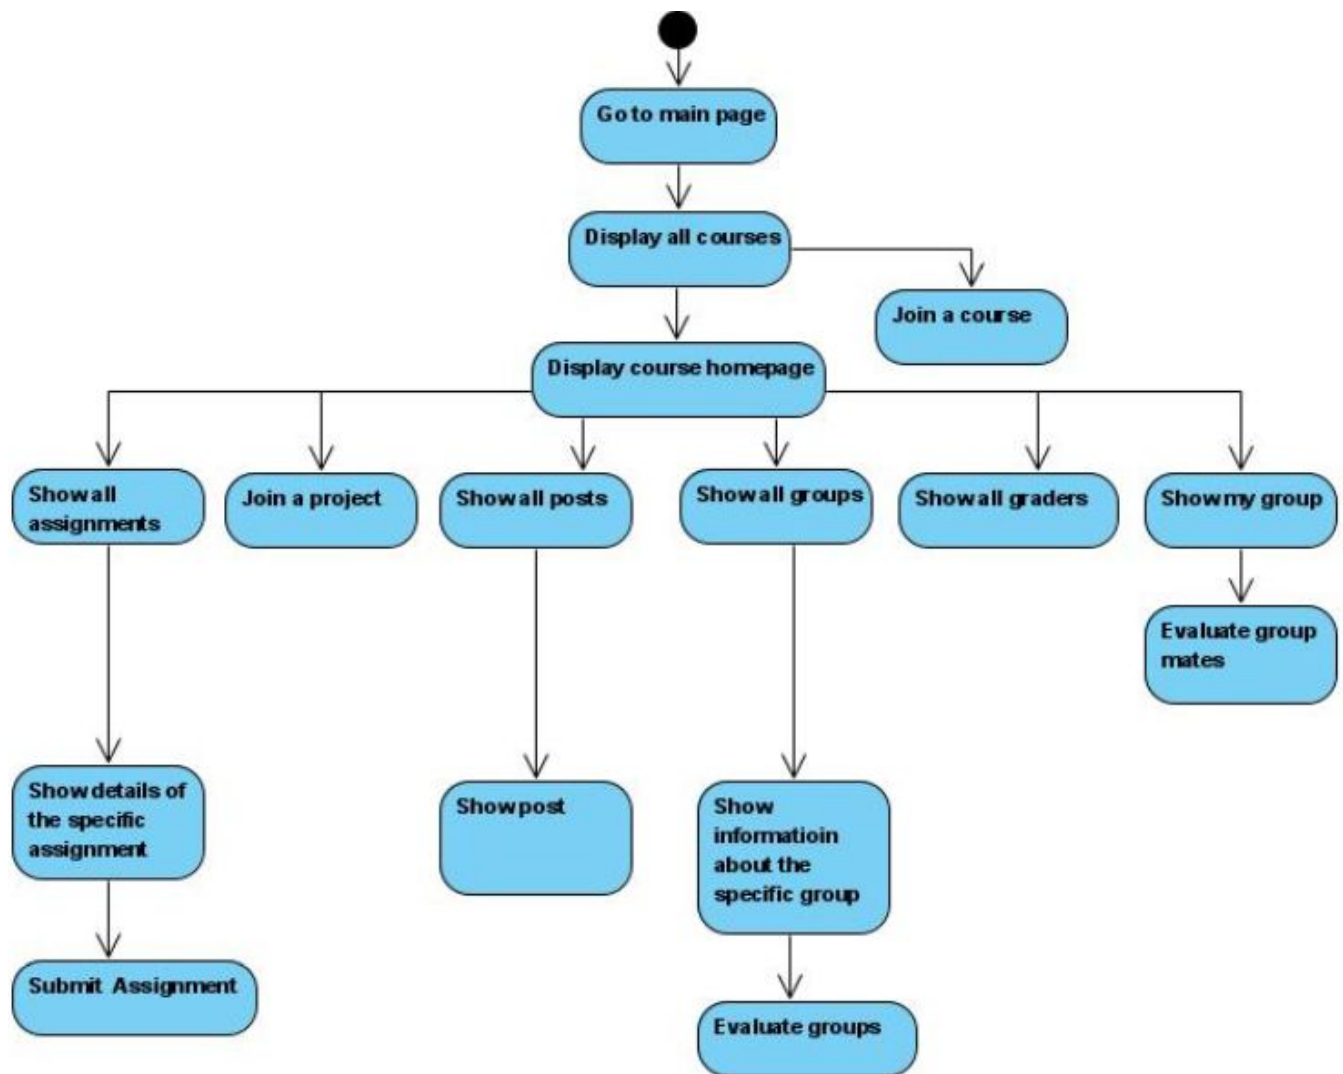 Go to main page
Display all courses
Join a course
Display course homepage
Show all
assignments
Join a project
Show all posts
Show all groups
Show all graders
Show my group
Evaluate group
mates
Show details of
the specific
assignment
Show post
Show
informatioin
about the
specific group
Submit Assignment
Evaluate groups